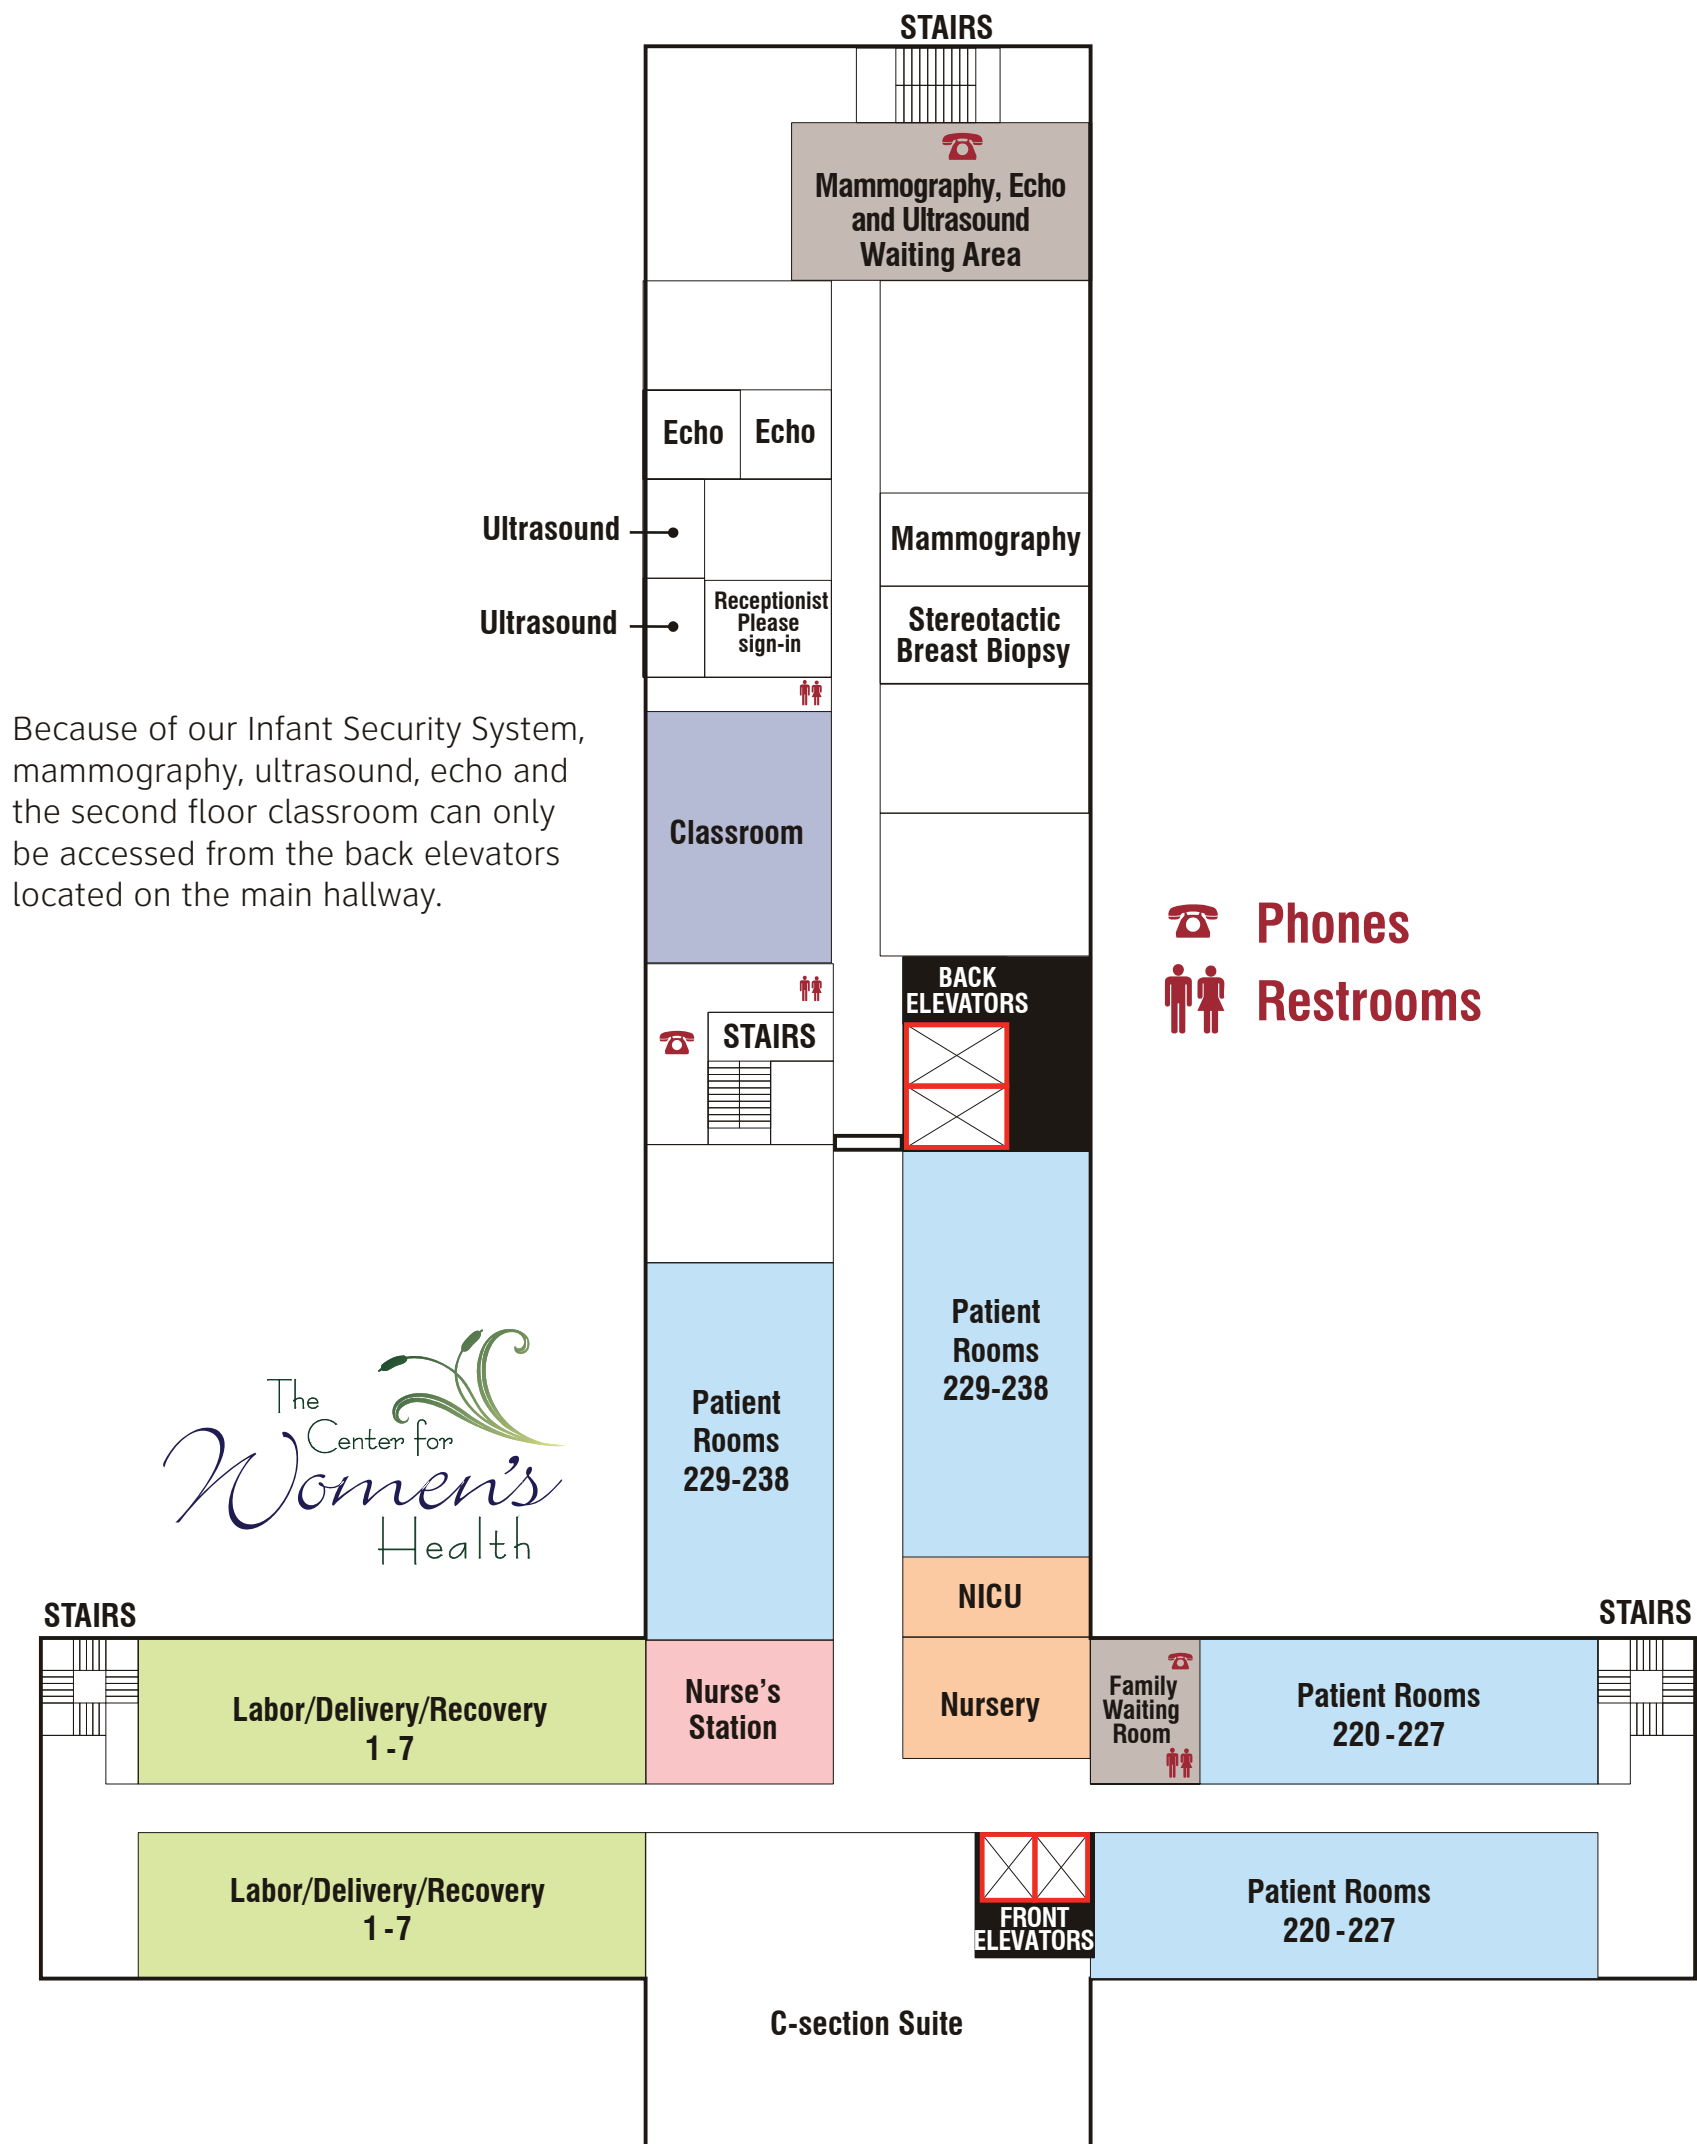 STAIRS
Mammography, Echo
and Ultrasound
Waiting Area
Echo
Echo
Ultrasound
Mammography
Ultrasound
Receptionist
Please
sign-in
Stereotactic
Breast Biopsy
Because of our Infant Security System,
mammography, ultrasound, echo and
the second floor classroom can only
be accessed from the back elevators
located on the main hallway.
Classroom
Phones
Restrooms
BACK
ELEVATORS
STAIRS
Patient
Rooms
229-238
Patient
Rooms
229-238
The
Center for
Women's
Health
NICU
STAIRS
STAIRS
Labor/Delivery/Recovery
1-7
Nurse's
Station
Nursery
Family
Waiting
Room
Patient Rooms
220-227
Labor/Delivery/Recovery
1-7
FRONT
ELEVATORS
Patient Rooms
220-227
C-section Suite